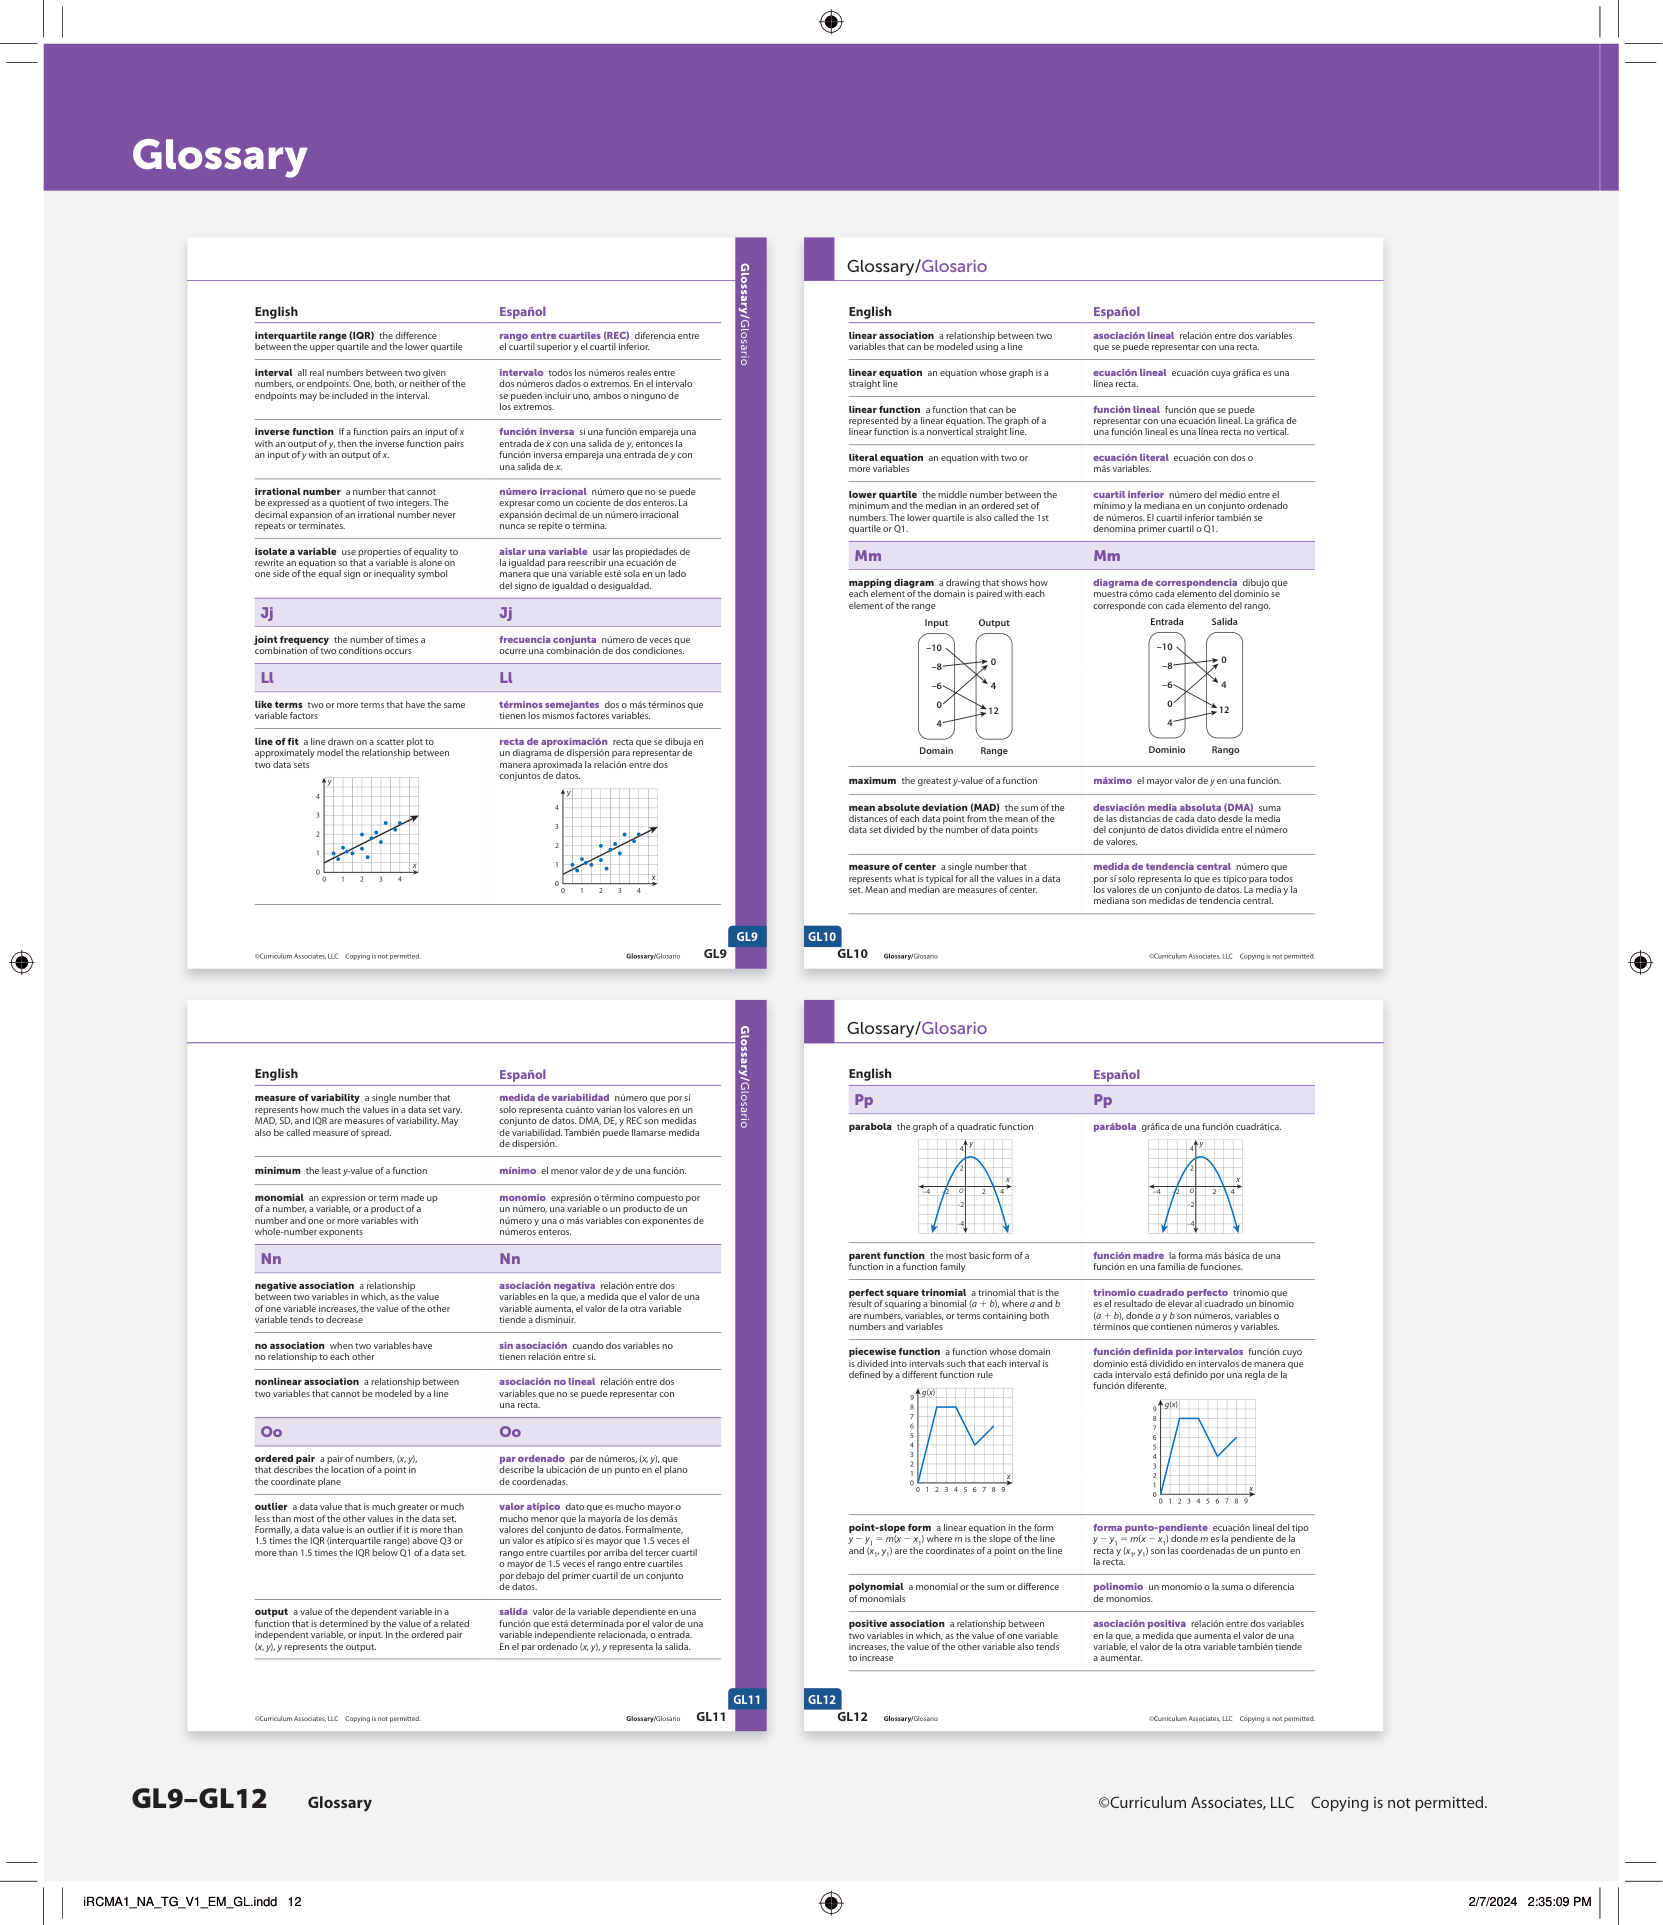 Glossary
Glossary/Glosario
English
Español
interquartile range (IQR) the difference
between the upper quartile and the lower quartile
rango entre cuartiles (REC) diferencia entre
el cuartil superior y el cuartil inferior.
interval all real numbers between two given
numbers, or endpoints. One, both, or neither of the
endpoints may be included in the interval.
intervalo todos los números reales entre
dos números dados o extremos. En el intervalo
se pueden incluir uno, ambos o ninguno de
los extremos.
inverse function If a function pairs an input of x
with an output of y, then the inverse function pairs
an input of y with an output of x.
función inversa si una función empareja una
entrada de x con una salida de y, entonces la
función inversa empareja una entrada de y con
una salida de x.
irrational number a number that cannot
be expressed as a quotient of two integers. The
decimal expansion of an irrational number never
repeats or terminates.
número irracional número que no se puede
expresar como un cociente de dos enteros. La
expansión decimal de un número irracional
nunca se repite o termina.
isolate a variable use properties of equality to
rewrite an equation so that a variable is alone on
one side of the equal sign or inequality symbol
aislar una variable usar las propiedades de
la igualdad para reescribir una ecuación de
manera que una variable esté sola en un lado
del signo de igualdad o desigualdad.
Jj
Jj
joint frequency the number of times a
combination of two conditions occurs
frecuencia conjunta número de veces que
ocurre una combinación de dos condiciones.
Ll
Ll
like terms two or more terms that have the same
variable factors
términos semejantes dos o más términos que
tienen los mismos factores variables.
line of fit a line drawn on a scatter plot to
approximately model the relationship between
two data sets
recta de aproximación recta que se dibuja en
un diagrama de dispersión para representar de
manera aproximada la relación entre dos
conjuntos de datos.
y
4
3
2
1
0
0 1 2 3 4
x
y
4
3
2
1
0
0 1 2 3 4
x
GL9
©Curriculum Associates, LLC Copying is not permitted.
Glossary/Glosario
GL9
Glossary/Glosario
English
Español
linear association a relationship between two
variables that can be modeled using a line
asociación lineal relación entre dos variables
que se puede representar con una recta.
linear equation an equation whose graph is a
straight line
ecuación lineal ecuación cuya gráfica es una
línea recta.
linear function a function that can be
represented by a linear equation. The graph of a
linear function is a nonvertical straight line.
función lineal función que se puede
representar con una ecuación lineal. La gráfica de
una función lineal es una línea recta no vertical.
literal equation an equation with two or
more variables
ecuación literal ecuación con dos o
más variables.
lower quartile the middle number between the
minimum and the median in an ordered set of
numbers. The lower quartile is also called the 1st
quartile or Q1.
cuartil inferior número del medio entre el
mínimo y la mediana en un conjunto ordenado
de números. El cuartil inferior también se
denomina primer cuartil o Q1.
Mm
Mm
mapping diagram a drawing that shows how
each element of the domain is paired with each
element of the range
diagrama de correspondencia dibujo que
muestra cómo cada elemento del dominio se
corresponde con cada elemento del rango.
Input Output
–10
–8
–6
0
4
0
4
12
Domain Range
Entrada Salida
–10
–8
–6
0
4
0
4
12
Dominio Rango
maximum the greatest y-value of a function
máximo el mayor valor de y en una función.
mean absolute deviation (MAD) the sum of the
distances of each data point from the mean of the
data set divided by the number of data points
desviación media absoluta (DMA) suma
de las distancias de cada dato desde la media
del conjunto de datos dividida entre el número
de valores.
measure of center a single number that
represents what is typical for all the values in a data
set. Mean and median are measures of center.
medida de tendencia central número que
por sí solo representa lo que es típico para todos
los valores de un conjunto de datos. La media y la
mediana son medidas de tendencia central.
GL10
GL10
Glossary/Glosario
©Curriculum Associates, LLC Copying is not permitted.
Glossary/Glosario
English
Español
measure of variability a single number that
represents how much the values in a data set vary.
MAD, SD, and IQR are measures of variability. May
also be called measure of spread.
medida de variabilidad número que por sí
solo representa cuánto varían los valores en un
conjunto de datos. DMA, DE, y REC son medidas
de variabilidad. También puede llamarse medida
de dispersión.
minimum the least y-value of a function
mínimo el menor valor de y de una función.
monomial an expression or term made up
of a number, a variable, or a product of a
number and one or more variables with
whole-number exponents
monomio expresión o término compuesto por
un número, una variable o un producto de un
número y una o más variables con exponentes de
números enteros.
Nn
Nn
negative association a relationship
between two variables in which, as the value
of one variable increases, the value of the other
variable tends to decrease
asociación negativa relación entre dos
variables en la que, a medida que el valor de una
variable aumenta, el valor de la otra variable
tiende a disminuir.
no association when two variables have
no relationship to each other
sin asociación cuando dos variables no
tienen relación entre sí.
nonlinear association a relationship between
two variables that cannot be modeled by a line
asociación no lineal relación entre dos
variables que no se puede representar con
una recta.
Oo
Oo
ordered pair a pair of numbers, (x, y),
that describes the location of a point in
the coordinate plane
par ordenado par de números, (x, y), que
describe la ubicación de un punto en el plano
de coordenadas.
outlier a data value that is much greater or much
less than most of the other values in the data set.
Formally, a data value is an outlier if it is more than
1.5 times the IQR (interquartile range) above Q3 or
more than 1.5 times the IQR below Q1 of a data set.
valor atípico dato que es mucho mayor o
mucho menor que la mayoría de los demás
valores del conjunto de datos. Formalmente,
un valor es atípico si es mayor que 1.5 veces el
rango entre cuartiles por arriba del tercer cuartil
o mayor de 1.5 veces el rango entre cuartiles
por debajo del primer cuartil de un conjunto
de datos.
output a value of the dependent variable in a
function that is determined by the value of a related
independent variable, or input. In the ordered pair
(x, y), y represents the output.
salida valor de la variable dependiente en una
función que está determinada por el valor de una
variable independiente relacionada, o entrada.
En el par ordenado (x, y), y representa la salida.
GL11
©Curriculum Associates, LLC Copying is not permitted.
Glossary/Glosario
GL11
Glossary/Glosario
English
Español
Pp
Pp
parabola the graph of a quadratic function
parábola gráfica de una función cuadrática.
y
4
2
x
–4 –2 O 2 4
–2
–4
y
4
2
x
–4 –2 O 2 4
–2
–4
parent function the most basic form of a
function in a function family
función madre la forma más básica de una
función en una familia de funciones.
perfect square trinomial a trinomial that is the
result of squaring a binomial (a + b), where a and b
are numbers, variables, or terms containing both
numbers and variables
trinomio cuadrado perfecto trinomio que
es el resultado de elevar al cuadrado un binomio
(a + b), donde a y b son números, variables o
términos que contienen números y variables.
piecewise function a function whose domain
is divided into intervals such that each interval is
defined by a different function rule
función definida por intervalos función cuyo
dominio está dividido en intervalos de manera que
cada intervalo está definido por una regla de la
función diferente.
g(x)
9
8
7
6
5
4
3
2
1
0
0 1 2 3 4 5 6 7 8 9
x
g(x)
9
8
7
6
5
4
3
2
1
0
0 1 2 3 4 5 6 7 8 9
x
point-slope form a linear equation in the form
y − y₁ = m(x − x₁) where m is the slope of the line
and (x₁, y₁) are the coordinates of a point on the line
forma punto-pendiente ecuación lineal del tipo
y − y₁ = m(x − x₁) donde m es la pendiente de la
recta y (x₁, y₁) son las coordenadas de un punto en
la recta.
polynomial a monomial or the sum or difference
of monomials
polinomio un monomio o la suma o diferencia
de monomios.
positive association a relationship between
two variables in which, as the value of one variable
increases, the value of the other variable also tends
to increase
asociación positiva relación entre dos variables
en la que, a medida que aumenta el valor de una
variable, el valor de la otra variable también tiende
a aumentar.
GL12
GL12
Glossary/Glosario
©Curriculum Associates, LLC Copying is not permitted.
GL9–GL12
Glossary
©Curriculum Associates, LLC Copying is not permitted.
iRCMA1_NA_TG_V1_EM_GL.indd 12
2/7/2024 2:35:09 PM